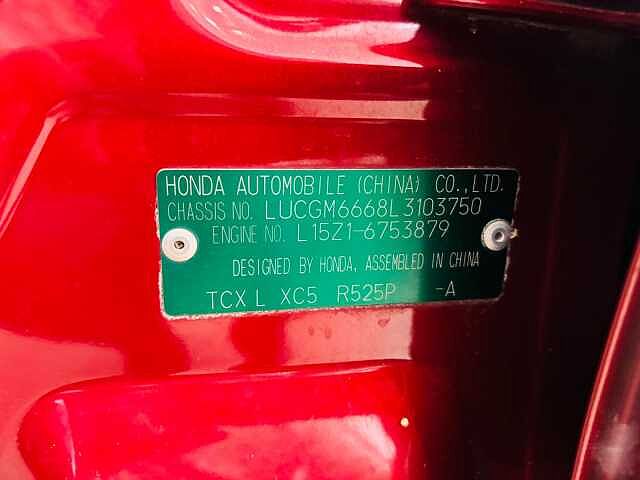 HONDA AUTOMOBILE (CHINA) CO.,LTD.
CHASSIS NO. LUCGM6668L3103750
ENGINE NO. L15Z1-6753879
DESIGNED BY HONDA, ASSEMBLED IN CHINA
TCX L XC5 R525P -A